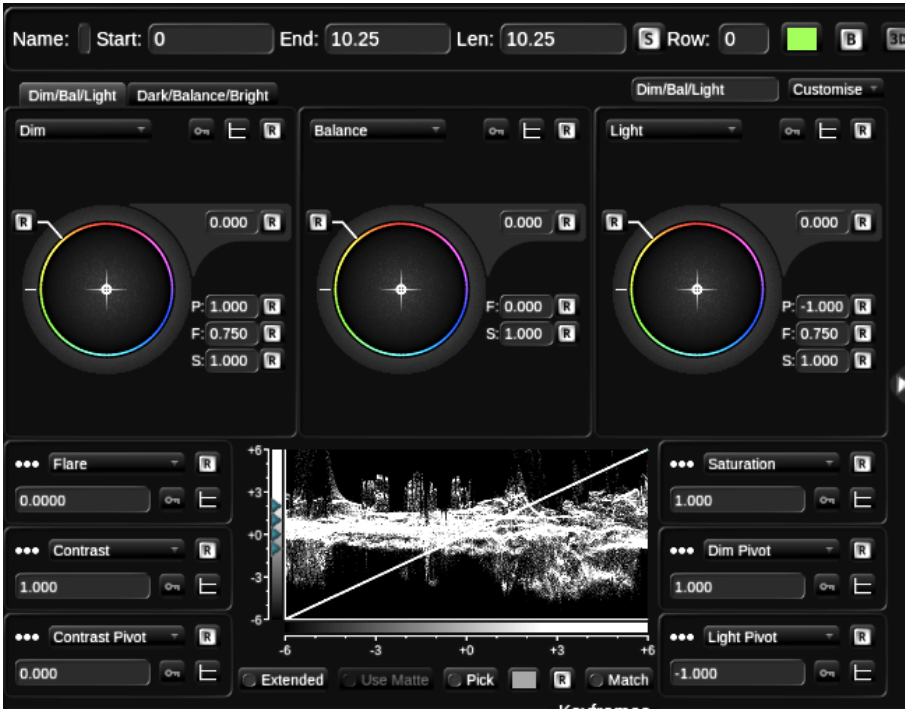 Name: Start: 0 End: 10.25 Len: 10.25 S Row: 0 B 3D
Dim/Bal/Light Dark/Balance/Bright Dim/Bal/Light Customise
Dim R Balance R Light R
R 0.000 R R 0.000 R R 0.000 R
P: 1.000 R F: 0.000 R P: -1.000 R
F: 0.750 R S: 1.000 R F: 0.750 R
S: 1.000 R S: 1.000 R
Flare R +6 Saturation R
0.0000 +3 1.000
Contrast R +0 Dim Pivot R
1.000 -3 1.000
Contrast Pivot R -6 Light Pivot R
-6 -3 +0 +3 +6
0.000 Extended Use Matte Pick R Match -1.000
Keyframes